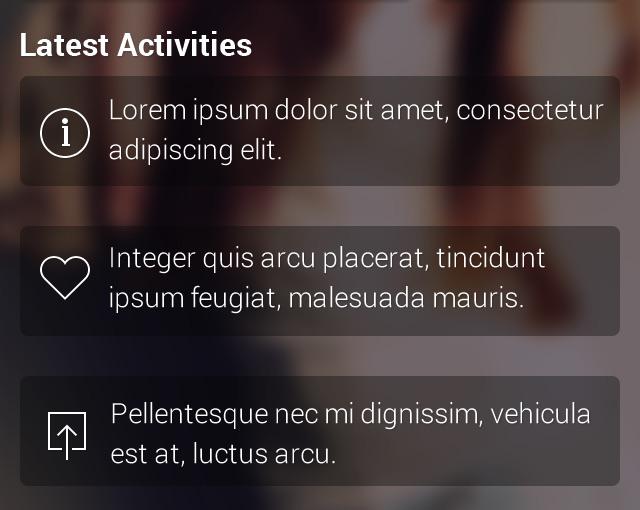 Latest Activities
Lorem ipsum dolor sit amet, consectetur
adipiscing elit.
Integer quis arcu placerat, tincidunt
ipsum feugiat, malesuada mauris.
Pellentesque nec mi dignissim, vehicula
est at, luctus arcu.